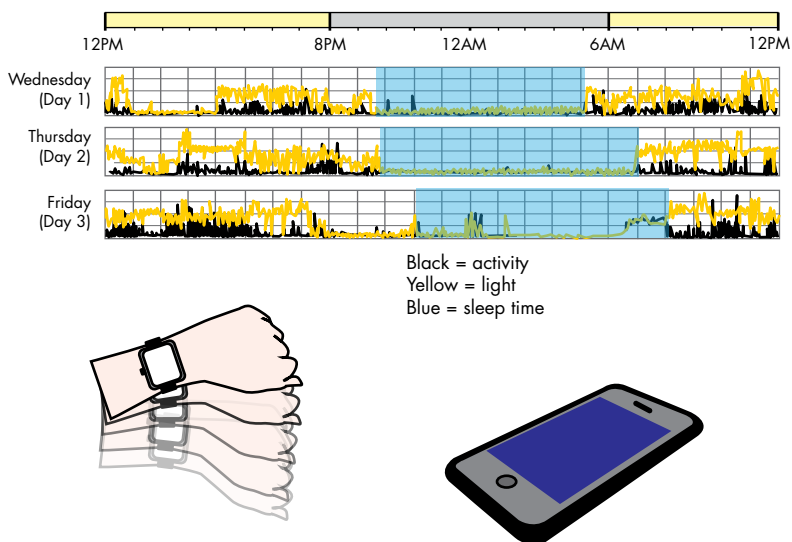 12PM 8PM 12AM 6AM 12PM
Wednesday
(Day 1)
Thursday
(Day 2)
Friday
(Day 3)
Black = activity
Yellow = light
Blue = sleep time